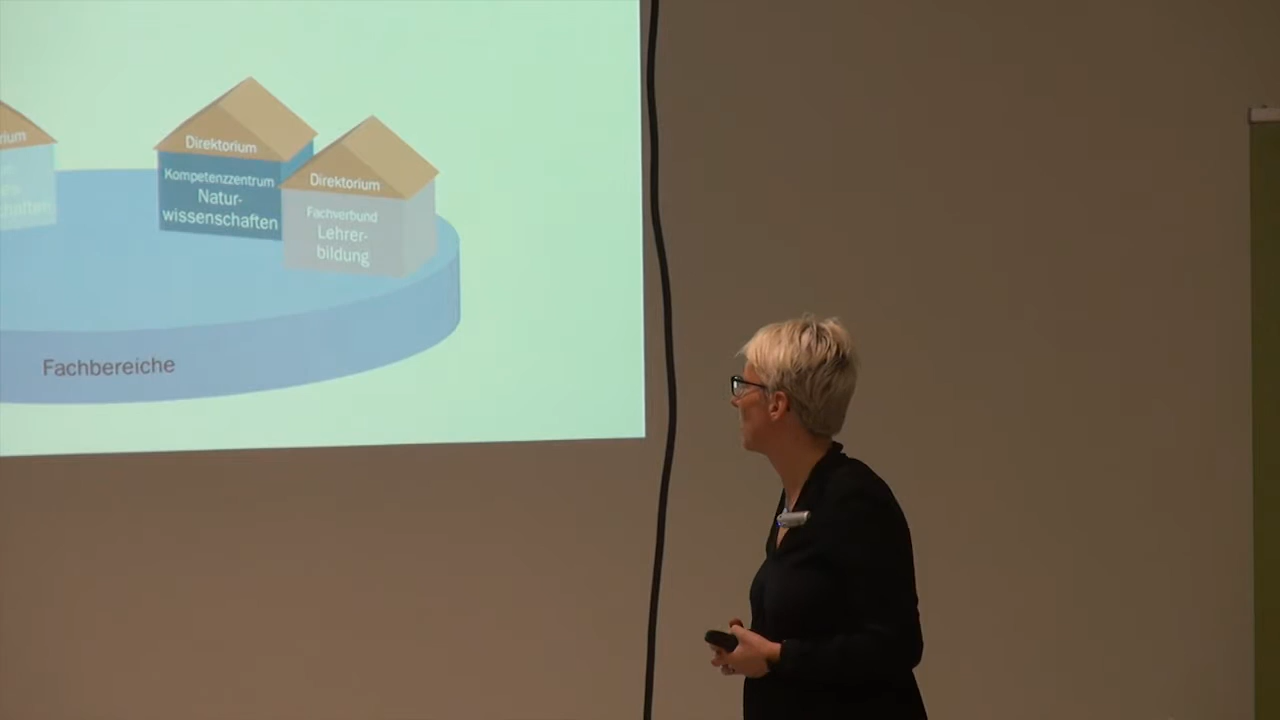 Direktorium
Kompetenzzentrum
Natur-
wissenschaften
Direktorium
Fachverbund
Lehrer-
bildung
Fachbereiche